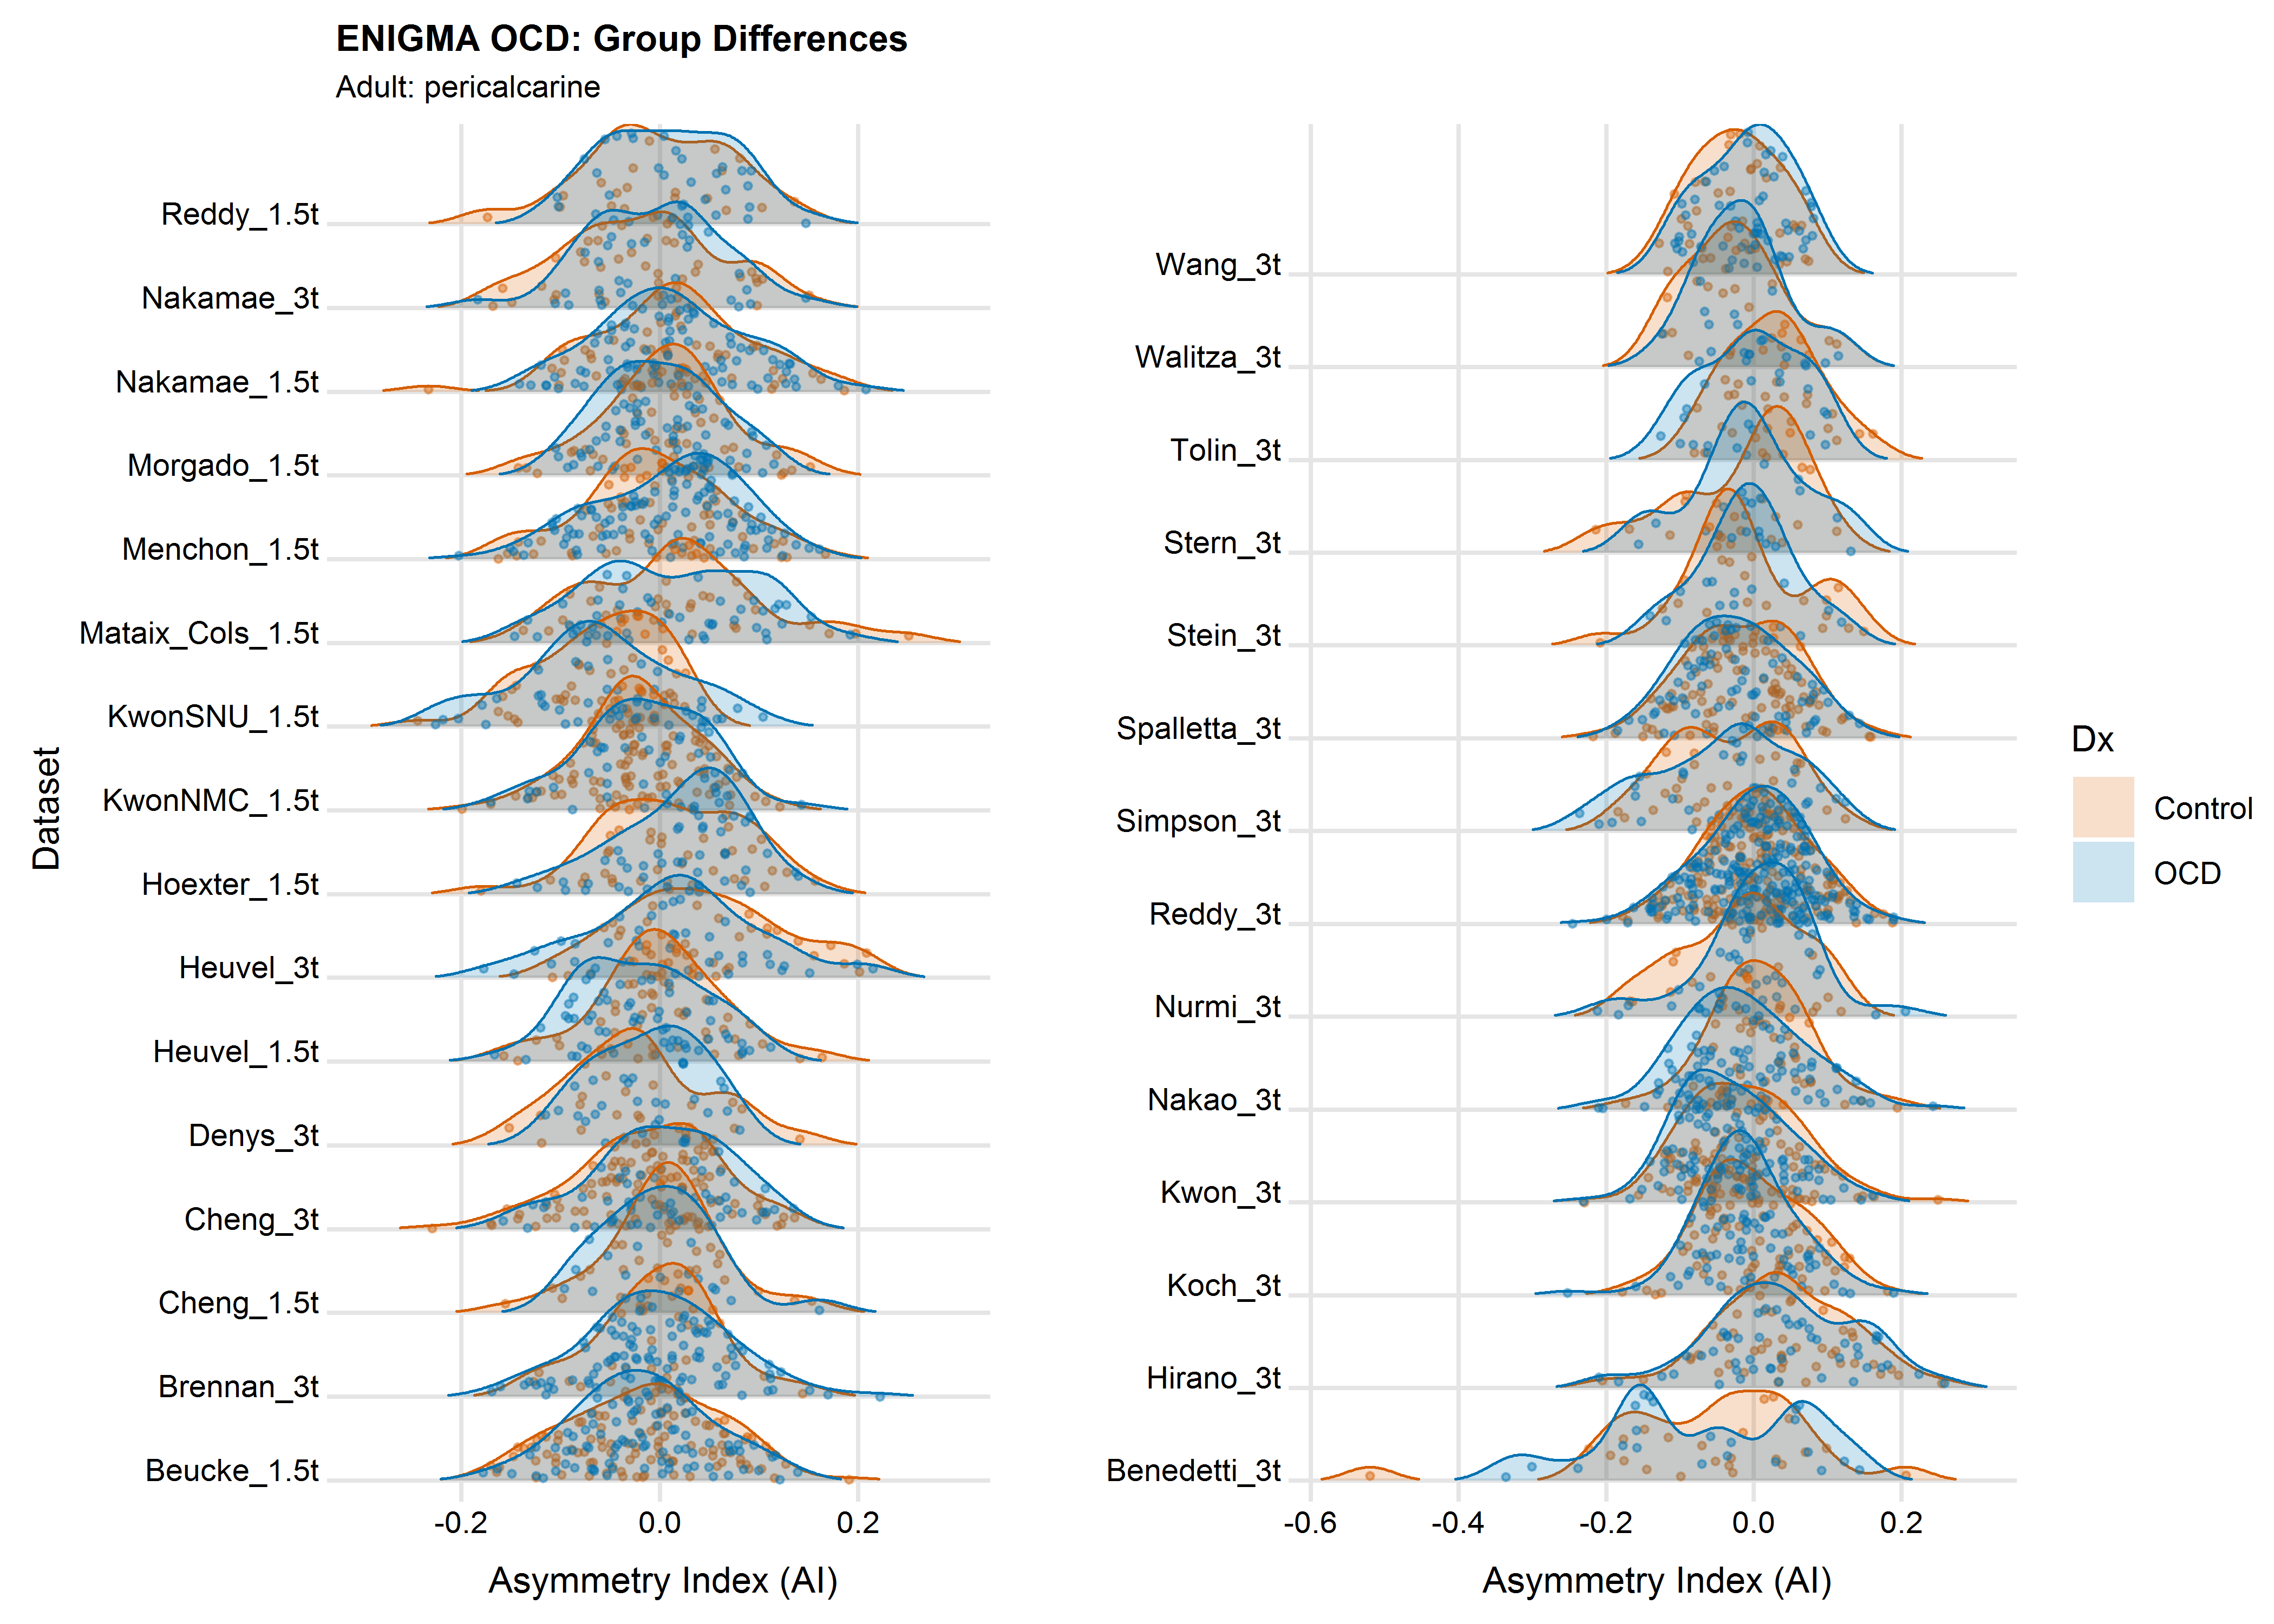 ENIGMA OCD: Group Differences
Adult: pericalcarine
Dataset
Reddy_1.5t
Nakamae_3t
Nakamae_1.5t
Morgado_1.5t
Menchon_1.5t
Mataix_Cols_1.5t
KwonSNU_1.5t
KwonNMC_1.5t
Hoexter_1.5t
Heuvel_3t
Heuvel_1.5t
Denys_3t
Cheng_3t
Cheng_1.5t
Brennan_3t
Beucke_1.5t
-0.2 0.0 0.2
Asymmetry Index (AI)
Wang_3t
Walitza_3t
Tolin_3t
Stern_3t
Stein_3t
Spalletta_3t
Simpson_3t
Reddy_3t
Nurmi_3t
Nakao_3t
Kwon_3t
Koch_3t
Hirano_3t
Benedetti_3t
-0.6 -0.4 -0.2 0.0 0.2
Asymmetry Index (AI)
Dx
Control
OCD